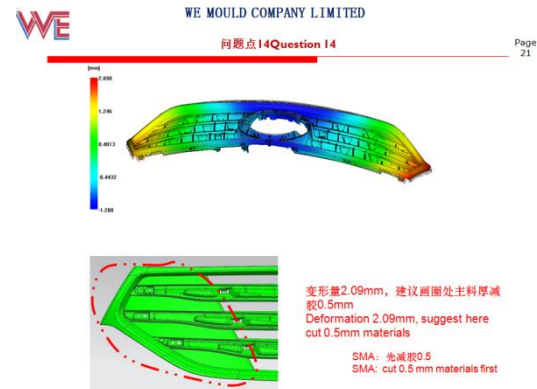 WE MOULD COMPANY LIMITED
WE
问题点14Question 14
Page
21
[mm]
2.090
1.246
0.4013
-0.4432
-1.288
变形量2.09mm，建议画圈处主料厚减
胶0.5mm
Deformation 2.09mm, suggest here
cut 0.5mm materials
SMA：先减胶0.5
SMA: cut 0.5 mm materials first